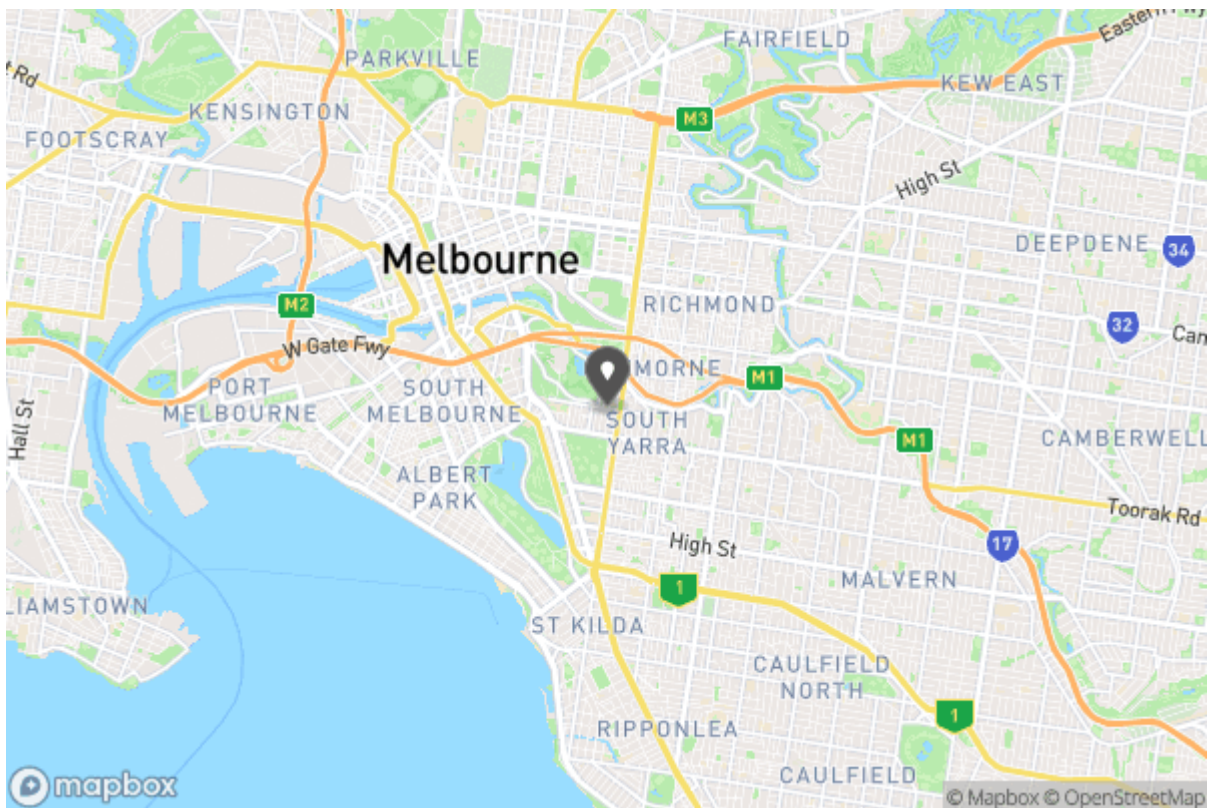 FAIRFIELD
Eastern Fwy
PARKVILLE
t Rd
KEW EAST
KENSINGTON
M3
FOOTSCRAY
High St
DEEPDENE
34
Melbourne
M2
RICHMOND
32
Cam
W Gate Fwy
MORNE
M1
PORT
MELBOURNE
SOUTH
MELBOURNE
SOUTH
YARRA
Hall St
M1
CAMBERWELL
ALBERT
PARK
Toorak Rd
High St
17
1
MALVERN
LIAMSTOWN
ST KILDA
CAULFIELD
NORTH
RIPPONLEA
1
CAULFIELD
mapbox
© Mapbox © OpenStreetMap